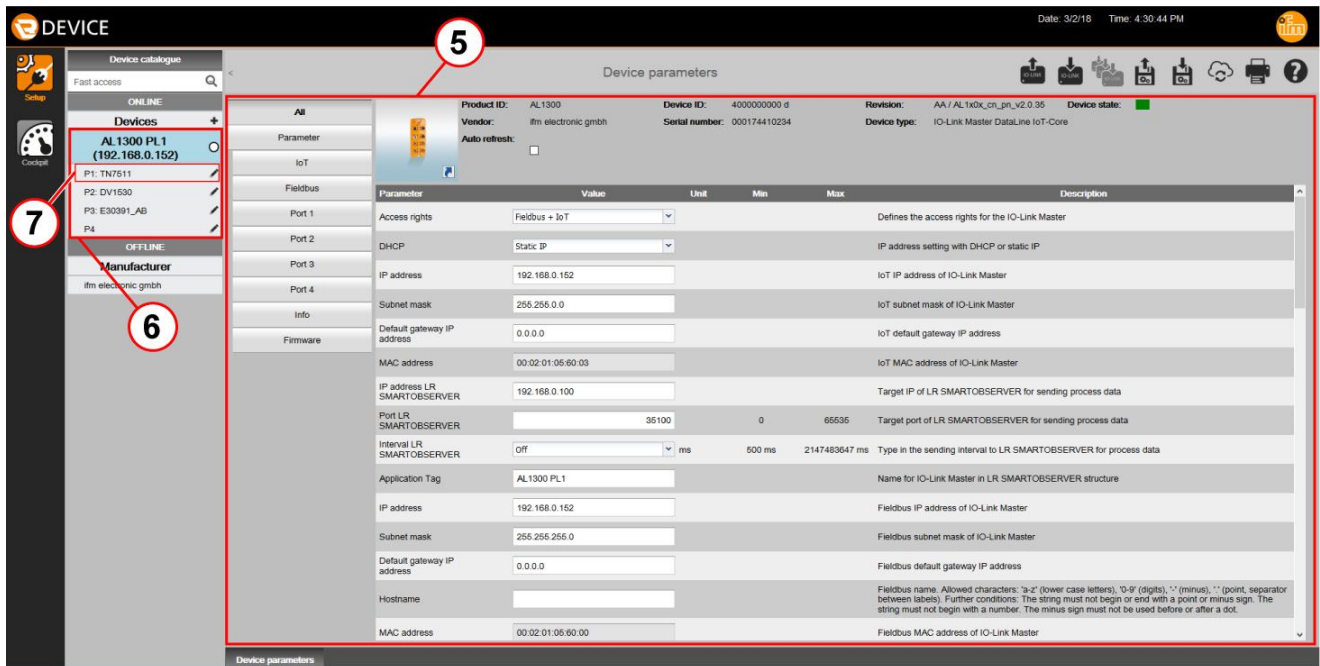 DEVICE
Date: 3/2/18 Time: 4:30:44 PM
ifm
5
Setup
Cockpit
Device catalogue
Fast access
ONLINE
Devices +
AL1300 PL1
(192.168.0.152)
P1: TN7511
P2: DV1530
P3: E30391_AB
P4
OFFLINE
Manufacturer
ifm electronic gmbh
7
6
<
Device parameters
IO-LINK
IO-LINK
?
All
Parameter
IoT
Fieldbus
Port 1
Port 2
Port 3
Port 4
Info
Firmware
Product ID: AL1300 Device ID: 4000000000 d Revision: AA / AL1x0x_cn_pn_v2.0.35 Device state:
Vendor: ifm electronic gmbh Serial number: 000174410234 Device type: IO-Link Master DataLine IoT-Core
Auto refresh:
Parameter Value Unit Min Max Description
Access rights Fieldbus + IoT Defines the access rights for the IO-Link Master
DHCP Static IP IP address setting with DHCP or static IP
IP address 192.168.0.152 IoT IP address of IO-Link Master
Subnet mask 255.255.0.0 IoT subnet mask of IO-Link Master
Default gateway IP
address 0.0.0.0 IoT default gateway IP address
MAC address 00:02:01:05:60:03 IoT MAC address of IO-Link Master
IP address LR
SMARTOBSERVER 192.168.0.100 Target IP of LR SMARTOBSERVER for sending process data
Port LR
SMARTOBSERVER 35100 0 65535 Target port of LR SMARTOBSERVER for sending process data
Interval LR
SMARTOBSERVER Off ms 500 ms 2147483647 ms Type in the sending interval to LR SMARTOBSERVER for process data
Application Tag AL1300 PL1 Name for IO-Link Master in LR SMARTOBSERVER structure
IP address 192.168.0.152 Fieldbus IP address of IO-Link Master
Subnet mask 255.255.255.0 Fieldbus subnet mask of IO-Link Master
Default gateway IP
address 0.0.0.0 Fieldbus default gateway IP address
Hostname
Fieldbus name. Allowed characters: 'a-z' (lower case letters), '0-9' (digits), '-' (minus), '.' (point, separator
between labels). Further conditions: The string must not begin or end with a point or minus sign. The
string must not begin with a number. The minus sign must not be used before or after a dot.
MAC address 00:02:01:05:60:00 Fieldbus MAC address of IO-Link Master
Device parameters